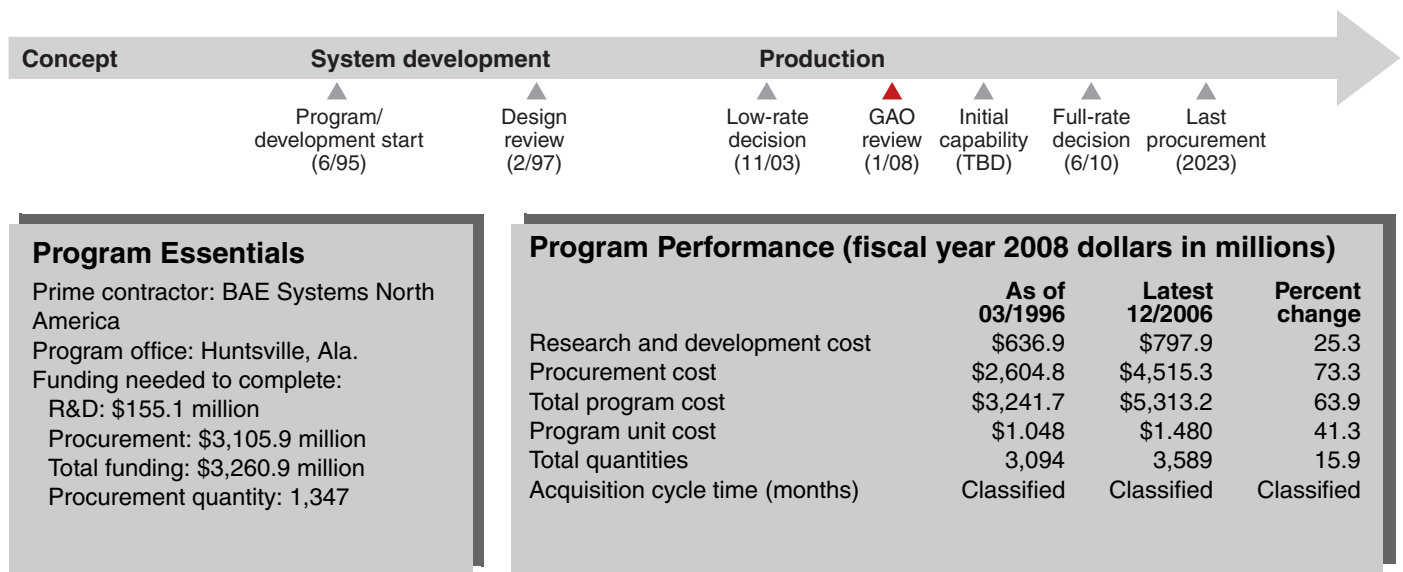 Concept System development Production
Program/
development start
(6/95)
Design
review
(2/97)
Low-rate
decision
(11/03)
GAO
review
(1/08)
Initial
capability
(TBD)
Full-rate
decision
(6/10)
Last
procurement
(2023)
Program Essentials
Prime contractor: BAE Systems North
America
Program office: Huntsville, Ala.
Funding needed to complete:
R&D: $155.1 million
Procurement: $3,105.9 million
Total funding: $3,260.9 million
Procurement quantity: 1,347
Program Performance (fiscal year 2008 dollars in millions)
As of Latest Percent
03/1996 12/2006 change
Research and development cost $636.9 $797.9 25.3
Procurement cost $2,604.8 $4,515.3 73.3
Total program cost $3,241.7 $5,313.2 63.9
Program unit cost $1.048 $1.480 41.3
Total quantities 3,094 3,589 15.9
Acquisition cycle time (months) Classified Classified Classified